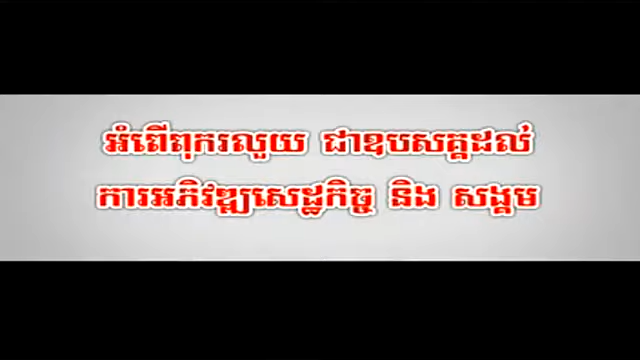 អំពើពុករលួយ ជាឧបសគ្គដល់
ការអភិវឌ្ឍសេដ្ឋកិច្ច និង សង្គម